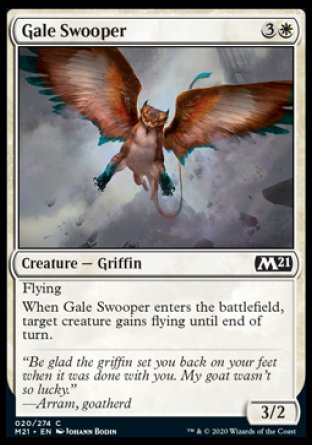 Gale Swooper 3
Creature — Griffin M21
Flying
When Gale Swooper enters the battlefield,
target creature gains flying until end of
turn.
"Be glad the griffin set you back on your feet
when it was done with you. My goat wasn't
so lucky."
—Arram, goatherd
3/2
020/274 C
M21 • EN Johann Bodin ™ & © 2020 Wizards of the Coast